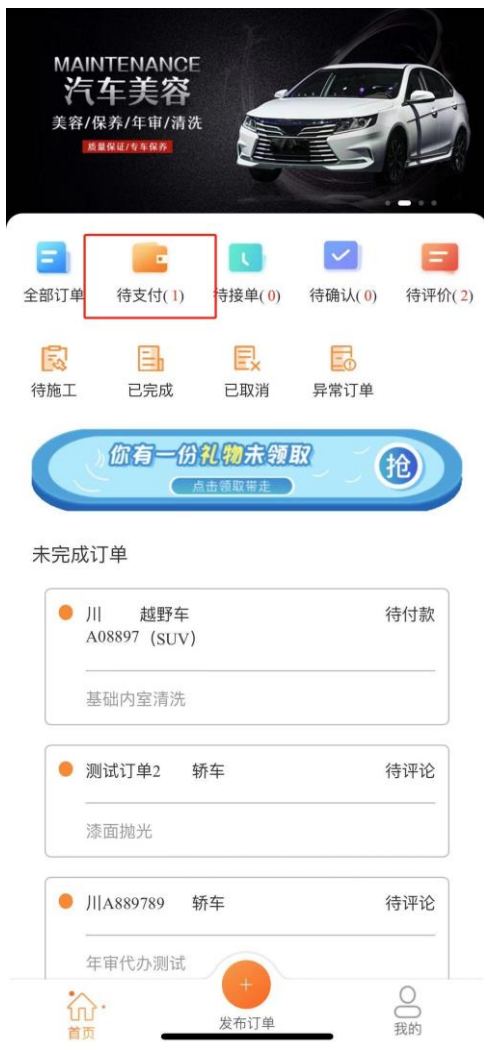 MAINTENANCE
汽车美容
美容/保养/年审/清洗
质量保证/专车保养
全部订单 待支付(1) 待接单(0) 待确认(0) 待评价(2)
待施工 已完成 已取消 异常订单
你有一份礼物未领取
抢
点击领取带走
未完成订单
川 越野车 待付款
A08897 (SUV)
基础内室清洗
测试订单2 轿车 待评论
漆面抛光
川A889789 轿车 待评论
年审代办测试
首页 发布订单 我的